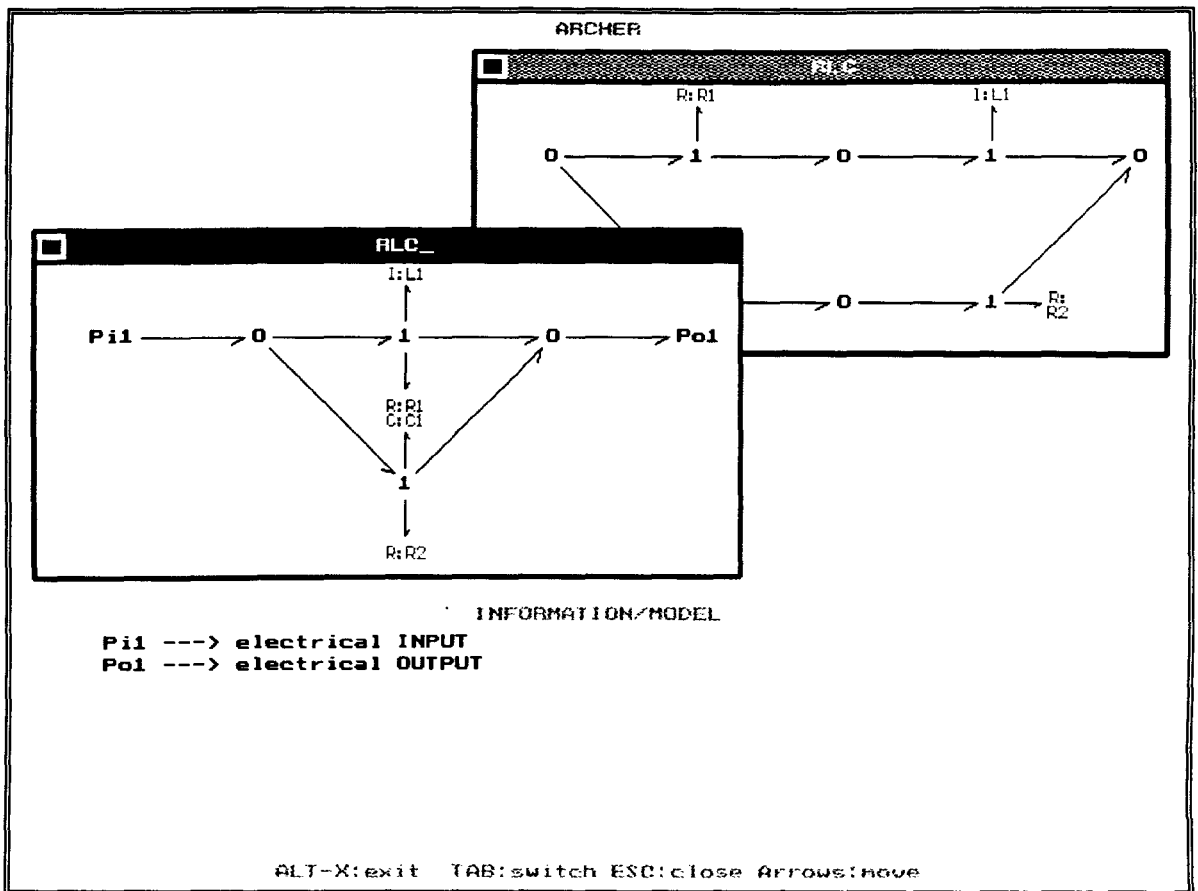 ARCHER
RLC
R:R1 I:L1
0 1 0 1 0
0 1 R:
R2
RLC_
I:L1
Pi1 0 1 0 Po1
R:R1
C:C1
1
R:R2
INFORMATION/MODEL
Pi1 ---> electrical INPUT
Po1 ---> electrical OUTPUT
ALT-X:exit TAB:switch ESC:close Arrows:move